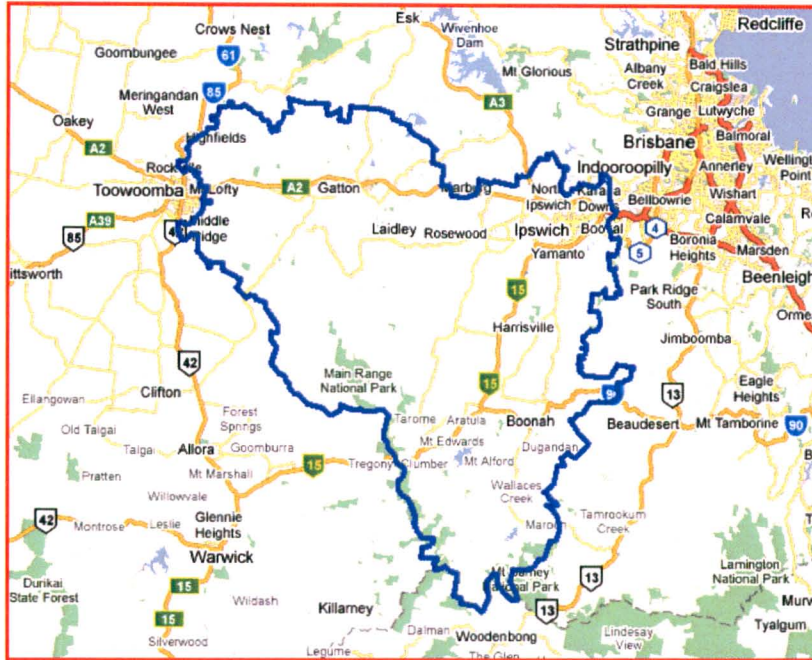 Redcliffe
Crows Nest
Esk
Wivenhoe
Dam
Strathpine
Goombungee
61
Bald Hills
Mt Glorious
Albany
Creek
Craigslea
85
Meringandan
West
A3
Grange
Lutwyche
Oakey
Highfields
Brisbane
Balmoral
A2
Indooroopilly
Wellington
Point
Annerley
Toowoomba
A2
Gatton
Marburg
North
Ipswich
Karana
Downs
Bellbowrie
Wishart
A39
Middle
Ridge
Calamvale
85
Laidley
Rosewood
Ipswich
Booval
4
Boronia
Heights
Marsden
5
ittsworth
Yamanto
Beenleigh
15
Park Ridge
South
Harrisville
Jimboomba
42
Main Range
National Park
15
13
Eagle
Heights
Ellangowan
Clifton
Forest
Springs
Tarome
Aratula
Boonah
Beaudesert
Mt Tamborine
90
Old Talgai
Talgai
Allora
Goomburra
Mt Edwards
Dugandan
Pratten
Mt Marshall
15
Tregony
Clumber
Mt Alford
Willowvale
Wallaces
Creek
42
Montrose
Leslie
Glennie
Heights
Tamrookum
Creek
Warwick
Durikai
State Forest
15
Wildash
Killarney
13
Lamington
National Park
15
13
Tyalgum
Silverwood
Dalman
Woodenbong
Lindesay
View
Legume
The Glen